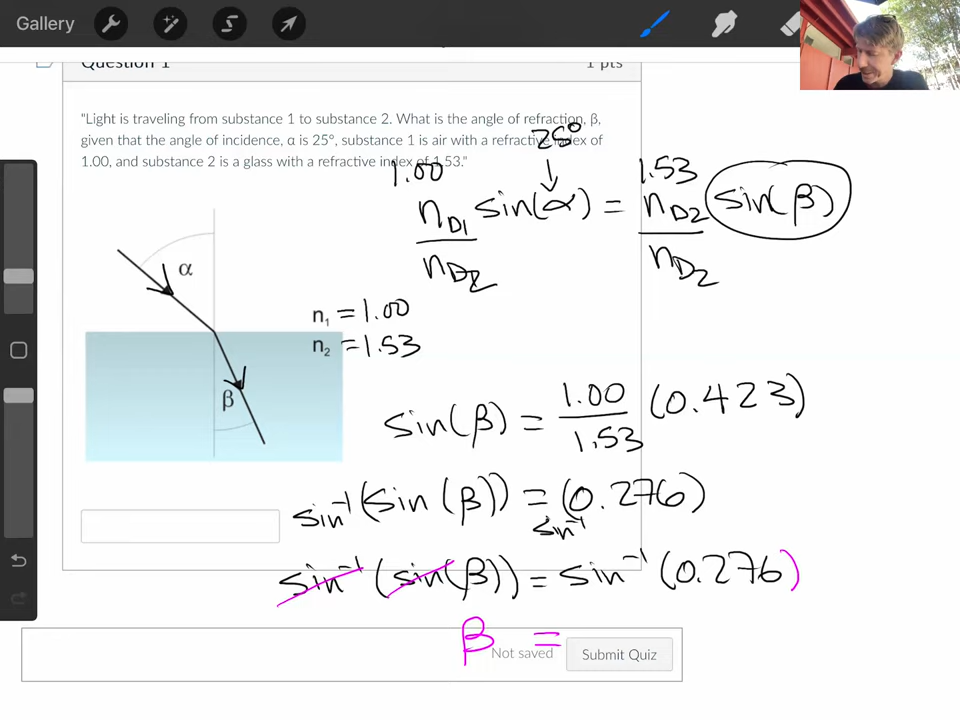 Gallery
Question 1
1 pts
"Light is traveling from substance 1 to substance 2. What is the angle of refraction, β,
given that the angle of incidence, α is 25°, substance 1 is air with a refractive index of
1.00, and substance 2 is a glass with a refractive index of 1.53."
25°
1.00
1.53
n_D1 sin(α) = n_D2 sin(β)
n_D2
n_D2
α
n₁ = 1.00
n₂ = 1.53
β
sin(β) = 1.00/1.53 (0.423)
sin⁻¹(sin(β)) = (0.276)
sin⁻¹
sin⁻¹(sin(β)) = sin⁻¹(0.276)
β =
Not saved
Submit Quiz